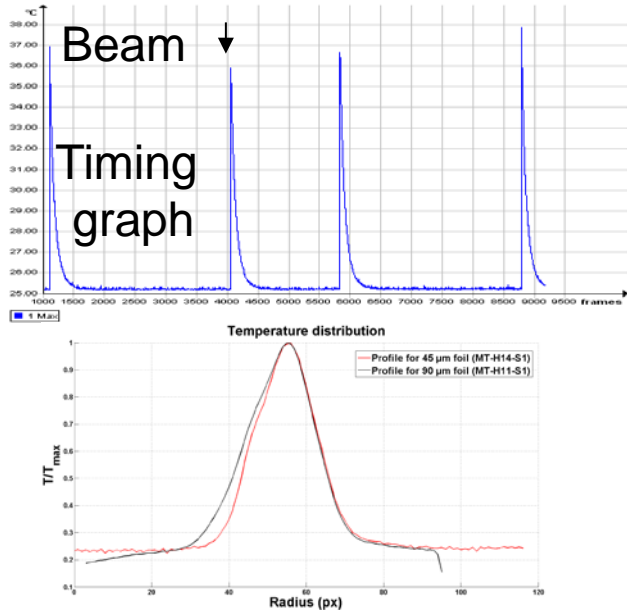 °C
38.00
37.00
36.00
35.00
34.00
33.00
32.00
31.00
30.00
29.00
28.00
27.00
26.00
25.00
Beam
Timing
graph
1000 1500 2000 2500 3000 3500 4000 4500 5000 5500 6000 6500 7000 7500 8000 8500 9000 9500 frames
1 Max
Temperature distribution
Profile for 45 µm foil (MT-H14-S1)
Profile for 90 µm foil (MT-H11-S1)
T/Tmax
1
0.9
0.8
0.7
0.6
0.5
0.4
0.3
0.2
0.1
0 20 40 60 80 100 120
Radius (px)